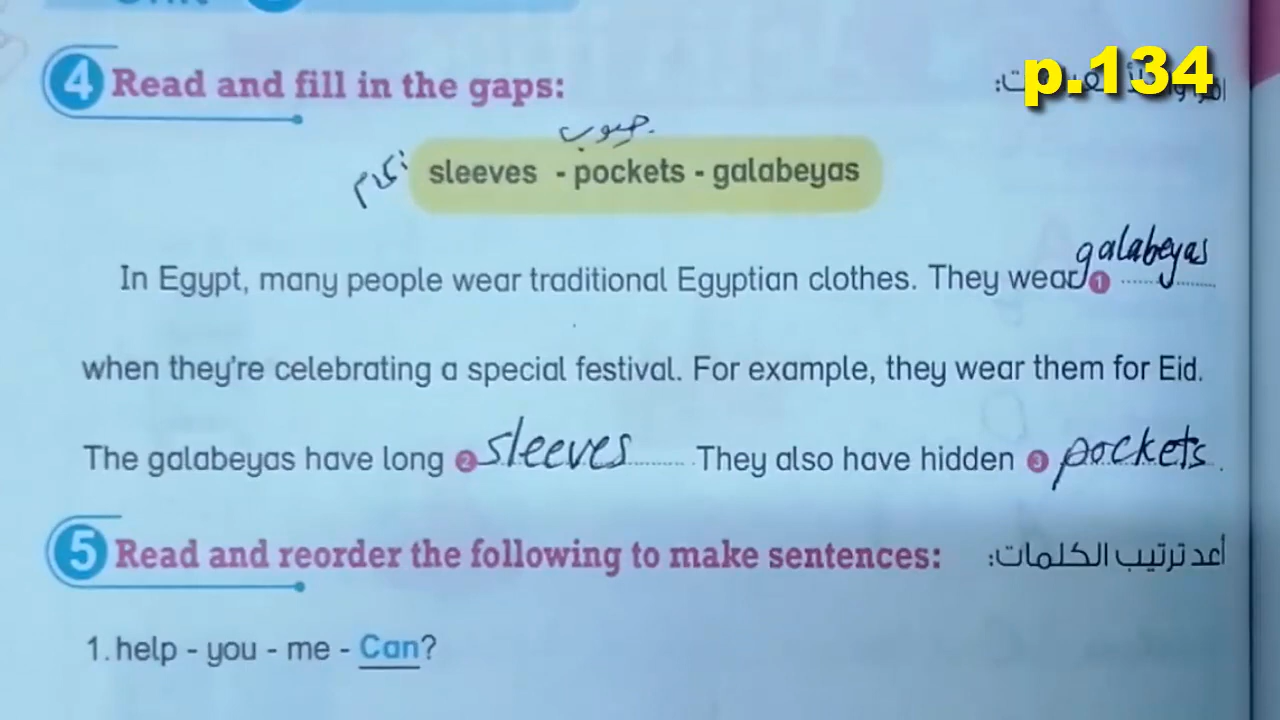 p.134
4 Read and fill in the gaps:
جيوب
أكمام
sleeves - pockets - galabeyas
In Egypt, many people wear traditional Egyptian clothes. They wear 1 galabeyas
when they're celebrating a special festival. For example, they wear them for Eid.
The galabeyas have long 2 sleeves ........ They also have hidden 3 pockets.
5 Read and reorder the following to make sentences: أعد ترتيب الكلمات:
1. help - you - me - Can?